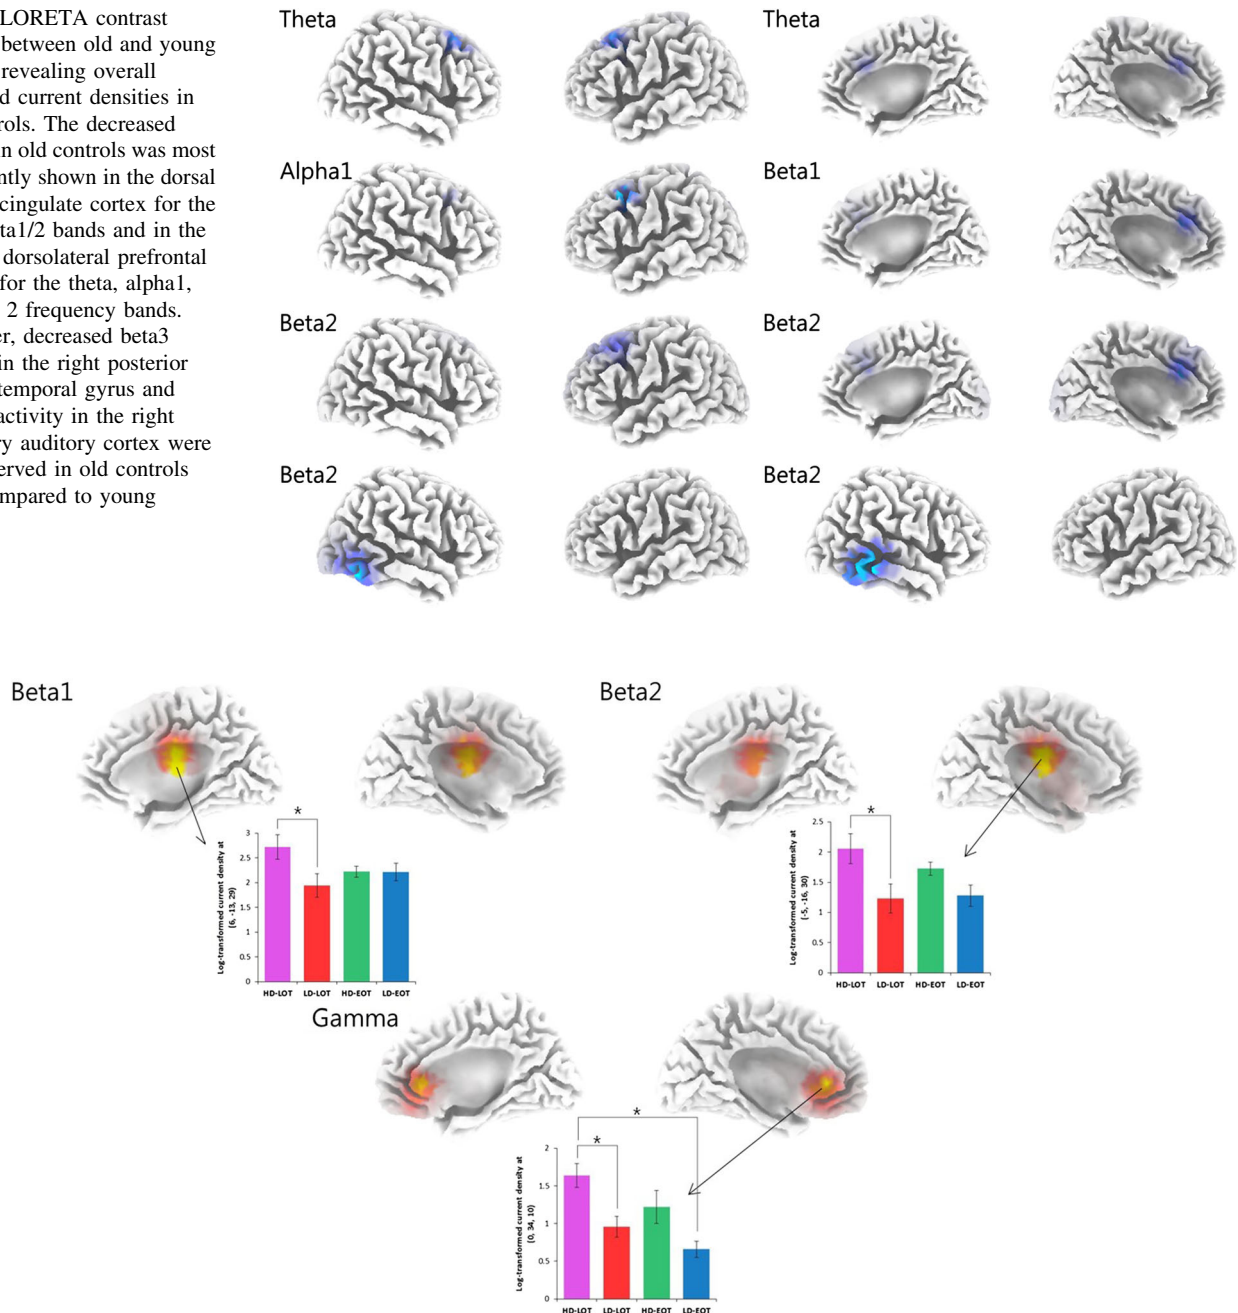 LORETA contrast
between old and young
revealing overall
d current densities in
rols. The decreased
in old controls was most
ntly shown in the dorsal
cingulate cortex for the
ta1/2 bands and in the
dorsolateral prefrontal
for the theta, alpha1,
2 frequency bands.
er, decreased beta3
in the right posterior
temporal gyrus and
activity in the right
ry auditory cortex were
served in old controls
mpared to young
Theta
Theta
Alpha1
Beta1
Beta2
Beta2
Beta2
Beta2
Beta1
Beta2
*
3
2.5
2
1.5
1
0.5
0
Log-transformed current density at
(6, -13, 29)
HD-LOT LD-LOT HD-EOT LD-EOT
*
2.5
2
1.5
1
0.5
0
Log-transformed current density at
(-5, -16, 30)
HD-LOT LD-LOT HD-EOT LD-EOT
Gamma
*
*
2
1.5
1
0.5
0
Log-transformed current density at
(0, 34, 10)
HD-LOT LD-LOT HD-EOT LD-EOT